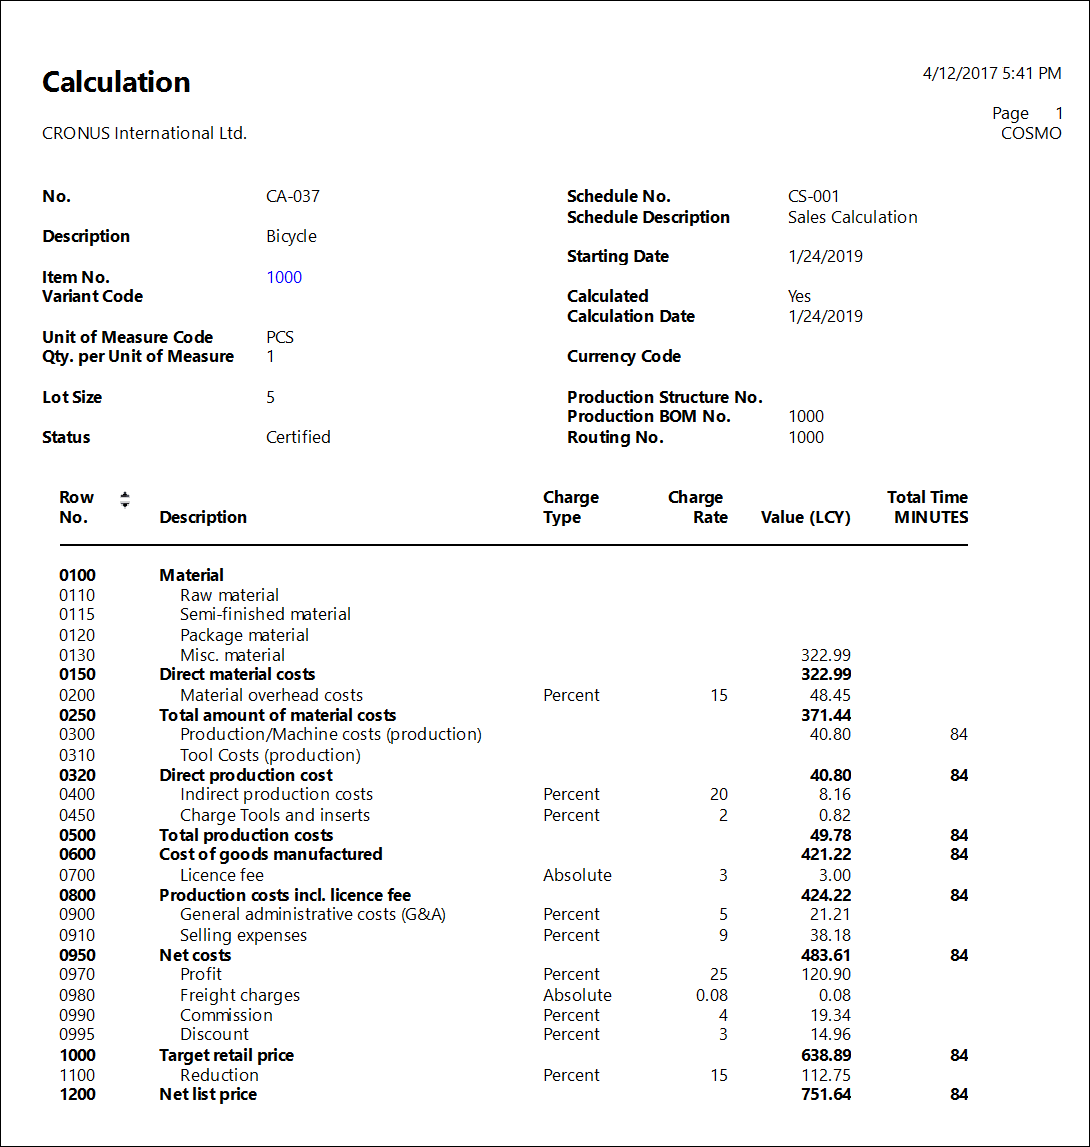 Calculation
4/12/2017 5:41 PM
Page 1
CRONUS International Ltd.
COSMO
No. CA-037 Schedule No. CS-001
Schedule Description Sales Calculation
Description Bicycle
Starting Date 1/24/2019
Item No. 1000
Variant Code Calculated Yes
Calculation Date 1/24/2019
Unit of Measure Code PCS
Qty. per Unit of Measure 1 Currency Code
Lot Size 5 Production Structure No.
Production BOM No. 1000
Status Certified Routing No. 1000
Row Charge Charge Total Time
No. Description Type Rate Value (LCY) MINUTES
0100 Material
0110 Raw material
0115 Semi-finished material
0120 Package material
0130 Misc. material 322.99
0150 Direct material costs 322.99
0200 Material overhead costs Percent 15 48.45
0250 Total amount of material costs 371.44
0300 Production/Machine costs (production) 40.80 84
0310 Tool Costs (production)
0320 Direct production cost 40.80 84
0400 Indirect production costs Percent 20 8.16
0450 Charge Tools and inserts Percent 2 0.82
0500 Total production costs 49.78 84
0600 Cost of goods manufactured 421.22 84
0700 Licence fee Absolute 3 3.00
0800 Production costs incl. licence fee 424.22 84
0900 General administrative costs (G&A) Percent 5 21.21
0910 Selling expenses Percent 9 38.18
0950 Net costs 483.61 84
0970 Profit Percent 25 120.90
0980 Freight charges Absolute 0.08 0.08
0990 Commission Percent 4 19.34
0995 Discount Percent 3 14.96
1000 Target retail price 638.89 84
1100 Reduction Percent 15 112.75
1200 Net list price 751.64 84